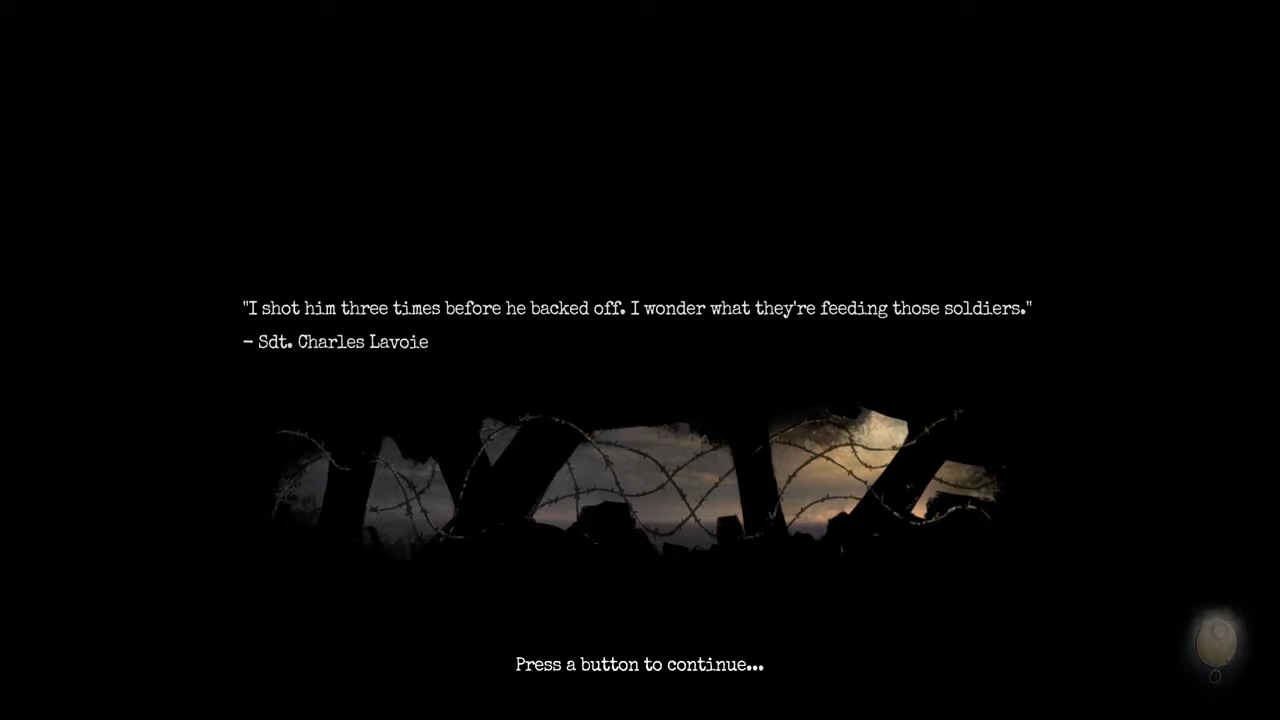 "I shot him three times before he backed off. I wonder what they're feeding those soldiers."
- Sdt. Charles Lavoie
Press a button to continue...